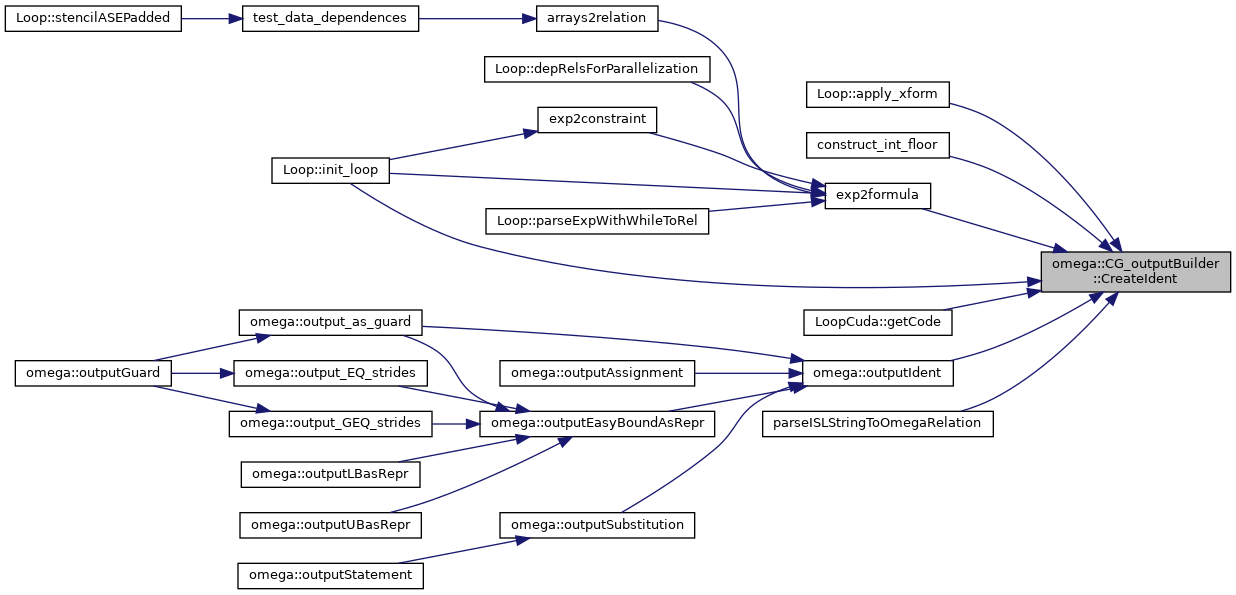 Loop::stencilASEPadded
test_data_dependences
arrays2relation
Loop::depRelsForParallelization
Loop::apply_xform
exp2constraint
construct_int_floor
Loop::init_loop
exp2formula
Loop::parseExpWithWhileToRel
omega::CG_outputBuilder
::CreateIdent
omega::output_as_guard
LoopCuda::getCode
omega::outputGuard
omega::output_EQ_strides
omega::outputAssignment
omega::outputIdent
omega::output_GEQ_strides
omega::outputEasyBoundAsRepr
parseISLStringToOmegaRelation
omega::outputLBasRepr
omega::outputUBasRepr
omega::outputSubstitution
omega::outputStatement